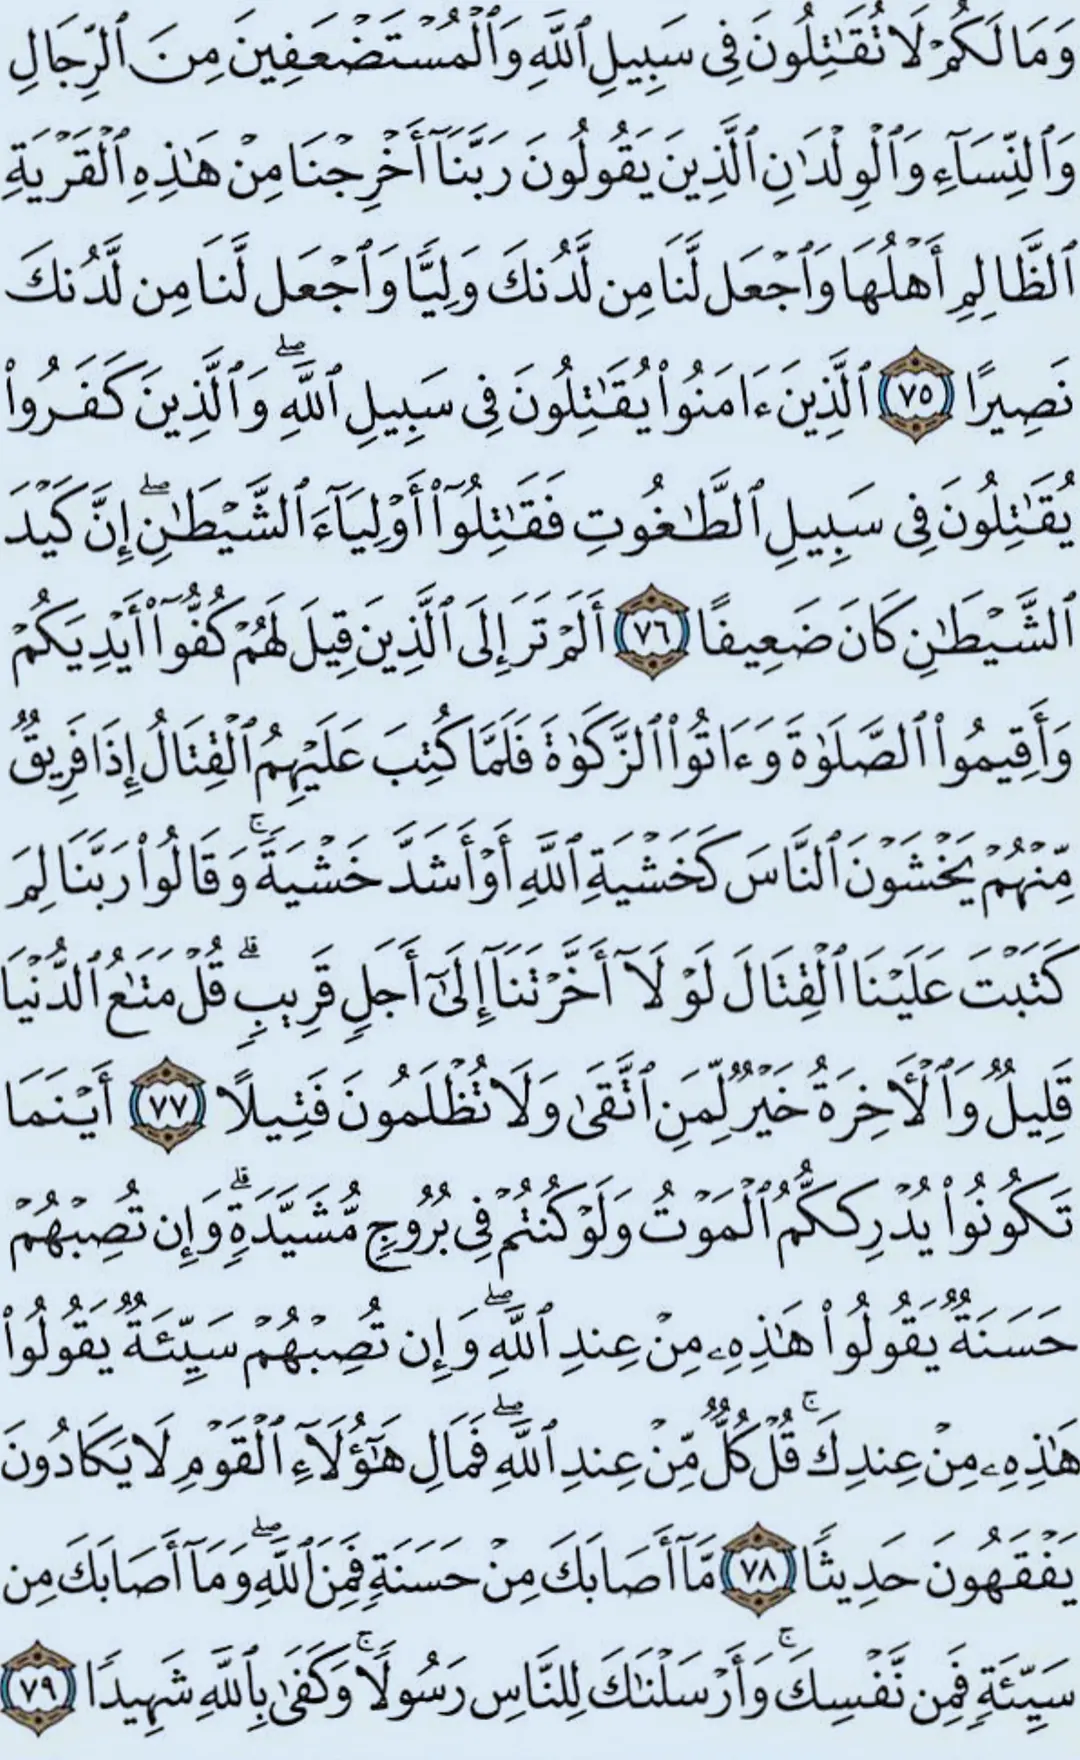 وَمَا لَكُمْ لَا تُقَٰتِلُونَ فِى سَبِيلِ ٱللَّهِ وَٱلْمُسْتَضْعَفِينَ مِنَ ٱلرِّجَالِ
وَٱلنِّسَآءِ وَٱلْوِلْدَٰنِ ٱلَّذِينَ يَقُولُونَ رَبَّنَآ أَخْرِجْنَا مِنْ هَٰذِهِ ٱلْقَرْيَةِ
ٱلظَّالِمِ أَهْلُهَا وَٱجْعَل لَّنَا مِن لَّدُنكَ وَلِيًّا وَٱجْعَل لَّنَا مِن لَّدُنكَ
نَصِيرًا ٧٥ ٱلَّذِينَ ءَامَنُوا۟ يُقَٰتِلُونَ فِى سَبِيلِ ٱللَّهِۖ وَٱلَّذِينَ كَفَرُوا۟
يُقَٰتِلُونَ فِى سَبِيلِ ٱلطَّٰغُوتِ فَقَٰتِلُوٓا۟ أَوْلِيَآءَ ٱلشَّيْطَٰنِۖ إِنَّ كَيْدَ
ٱلشَّيْطَٰنِ كَانَ ضَعِيفًا ٧٦ أَلَمْ تَرَ إِلَى ٱلَّذِينَ قِيلَ لَهُمْ كُفُّوٓا۟ أَيْدِيَكُمْ
وَأَقِيمُوا۟ ٱلصَّلَوٰةَ وَءَاتُوا۟ ٱلزَّكَوٰةَ فَلَمَّا كُتِبَ عَلَيْهِمُ ٱلْقِتَالُ إِذَا فَرِيقٌ
مِّنْهُمْ يَخْشَوْنَ ٱلنَّاسَ كَخَشْيَةِ ٱللَّهِ أَوْ أَشَدَّ خَشْيَةًۚ وَقَالُوا۟ رَبَّنَا لِمَ
كَتَبْتَ عَلَيْنَا ٱلْقِتَالَ لَوْلَآ أَخَّرْتَنَآ إِلَىٰٓ أَجَلٍ قَرِيبٍۗ قُلْ مَتَٰعُ ٱلدُّنْيَا
قَلِيلٌ وَٱلْأَخِرَةُ خَيْرٌ لِّمَنِ ٱتَّقَىٰ وَلَا تُظْلَمُونَ فَتِيلًا ٧٧ أَيْنَمَا
تَكُونُوا۟ يُدْرِككُّمُ ٱلْمَوْتُ وَلَوْ كُنتُمْ فِى بُرُوجٍ مُّشَيَّدَةٍۗ وَإِن تُصِبْهُمْ
حَسَنَةٌ يَقُولُوا۟ هَٰذِهِۦ مِنْ عِندِ ٱللَّهِۖ وَإِن تُصِبْهُمْ سَيِّئَةٌ يَقُولُوا۟
هَٰذِهِۦ مِنْ عِندِكَۚ قُلْ كُلٌّ مِّنْ عِندِ ٱللَّهِۖ فَمَالِ هَٰٓؤُلَآءِ ٱلْقَوْمِ لَا يَكَادُونَ
يَفْقَهُونَ حَدِيثًا ٧٨ مَّآ أَصَابَكَ مِنْ حَسَنَةٍ فَمِنَ ٱللَّهِۖ وَمَآ أَصَابَكَ مِن
سَيِّئَةٍ فَمِن نَّفْسِكَۚ وَأَرْسَلْنَٰكَ لِلنَّاسِ رَسُولًاۚ وَكَفَىٰ بِٱللَّهِ شَهِيدًا ٧٩